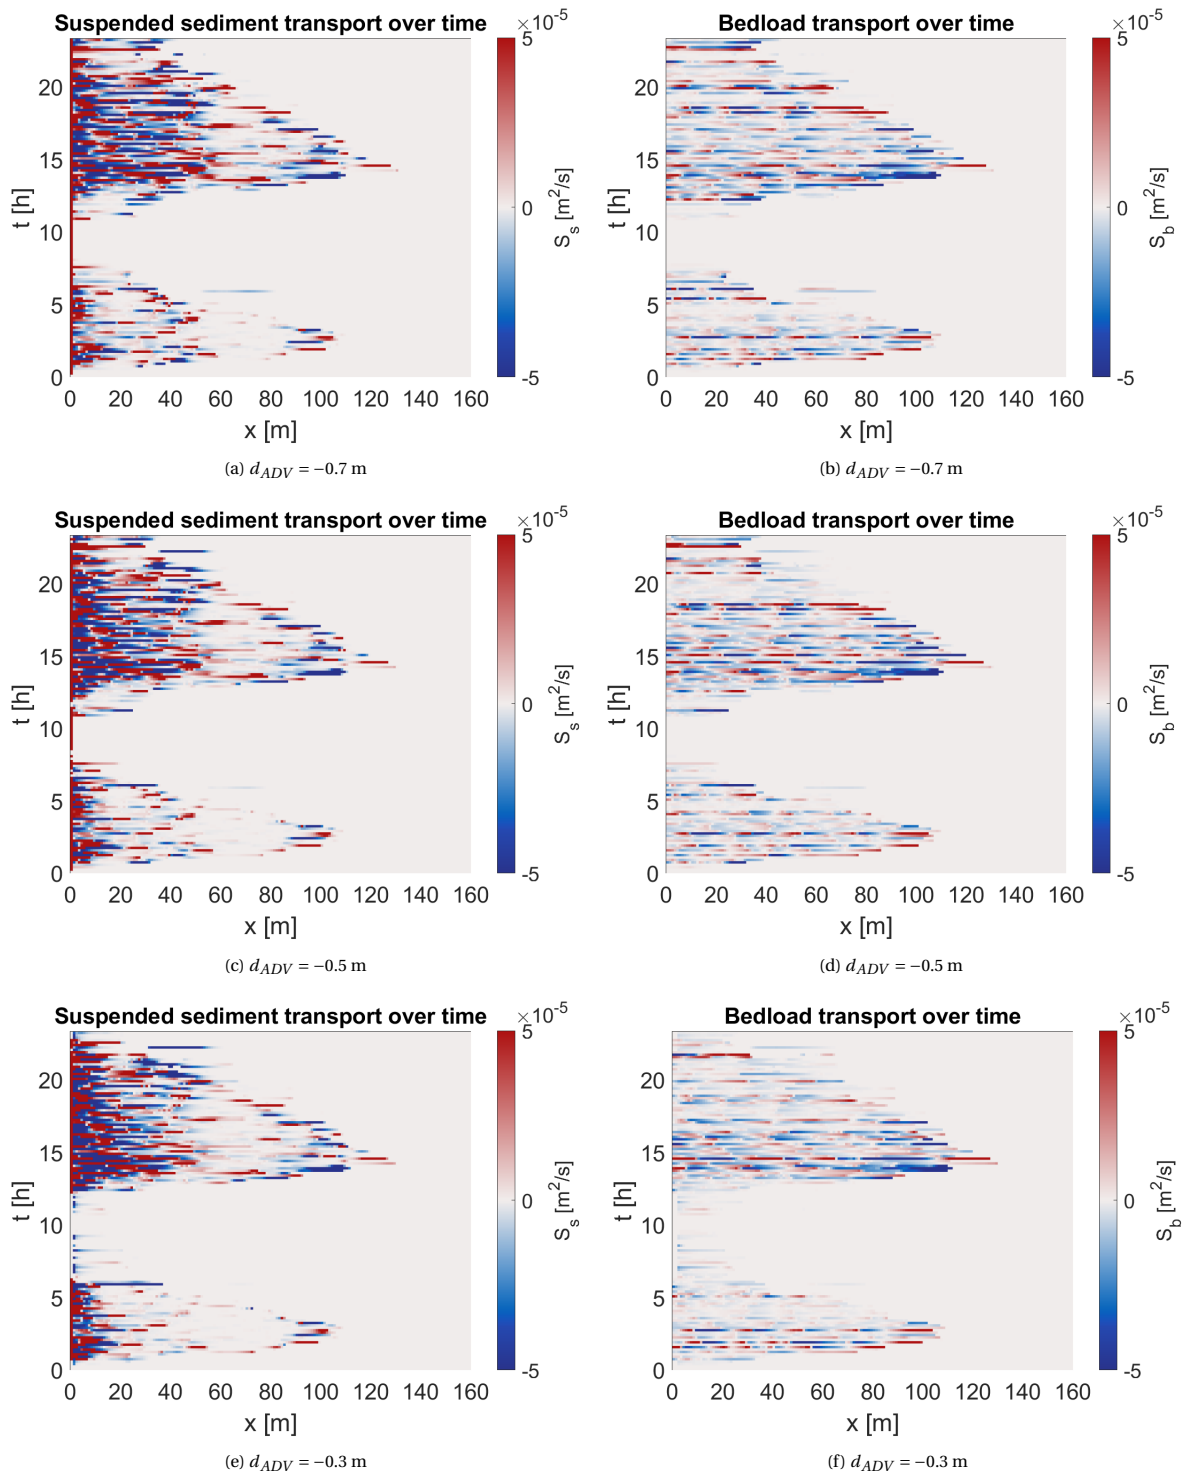 Suspended sediment transport over time
×10⁻⁵
5
0
-5
S_s [m²/s]
20
15
10
5
0
t [h]
0 20 40 60 80 100 120 140 160
x [m]
(a) d_ADV = −0.7 m
Bedload transport over time
×10⁻⁵
5
0
-5
S_b [m²/s]
20
15
10
5
0
t [h]
0 20 40 60 80 100 120 140 160
x [m]
(b) d_ADV = −0.7 m
Suspended sediment transport over time
×10⁻⁵
5
0
-5
S_s [m²/s]
20
15
10
5
0
t [h]
0 20 40 60 80 100 120 140 160
x [m]
(c) d_ADV = −0.5 m
Bedload transport over time
×10⁻⁵
5
0
-5
S_b [m²/s]
20
15
10
5
0
t [h]
0 20 40 60 80 100 120 140 160
x [m]
(d) d_ADV = −0.5 m
Suspended sediment transport over time
×10⁻⁵
5
0
-5
S_s [m²/s]
20
15
10
5
0
t [h]
0 20 40 60 80 100 120 140 160
x [m]
(e) d_ADV = −0.3 m
Bedload transport over time
×10⁻⁵
5
0
-5
S_b [m²/s]
20
15
10
5
0
t [h]
0 20 40 60 80 100 120 140 160
x [m]
(f) d_ADV = −0.3 m